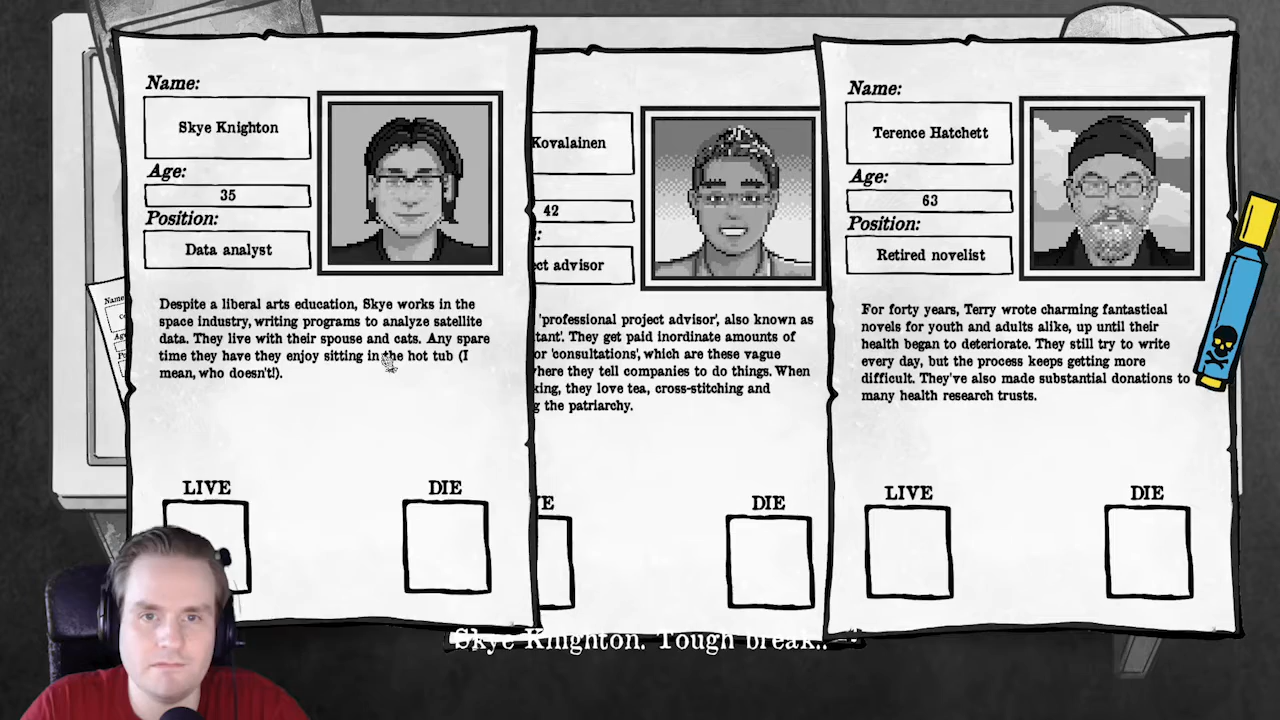 Name:
Skye Knighton
Age:
35
Position:
Data analyst
Despite a liberal arts education, Skye works in the
space industry, writing programs to analyze satellite
data. They live with their spouse and cats. Any spare
time they have they enjoy sitting in the hot tub (I
mean, who doesn't!).
LIVE
DIE
Kovalainen
42
:
ect advisor
'professional project advisor', also known as
tant'. They get paid inordinate amounts of
or 'consultations', which are these vague
where they tell companies to do things. When
king, they love tea, cross-stitching and
g the patriarchy.
VE
DIE
Name:
Terence Hatchett
Age:
63
Position:
Retired novelist
For forty years, Terry wrote charming fantastical
novels for youth and adults alike, up until their
health began to deteriorate. They still try to write
every day, but the process keeps getting more
difficult. They've also made substantial donations to
many health research trusts.
LIVE
DIE
Name
Skye Knighton. Tough break..